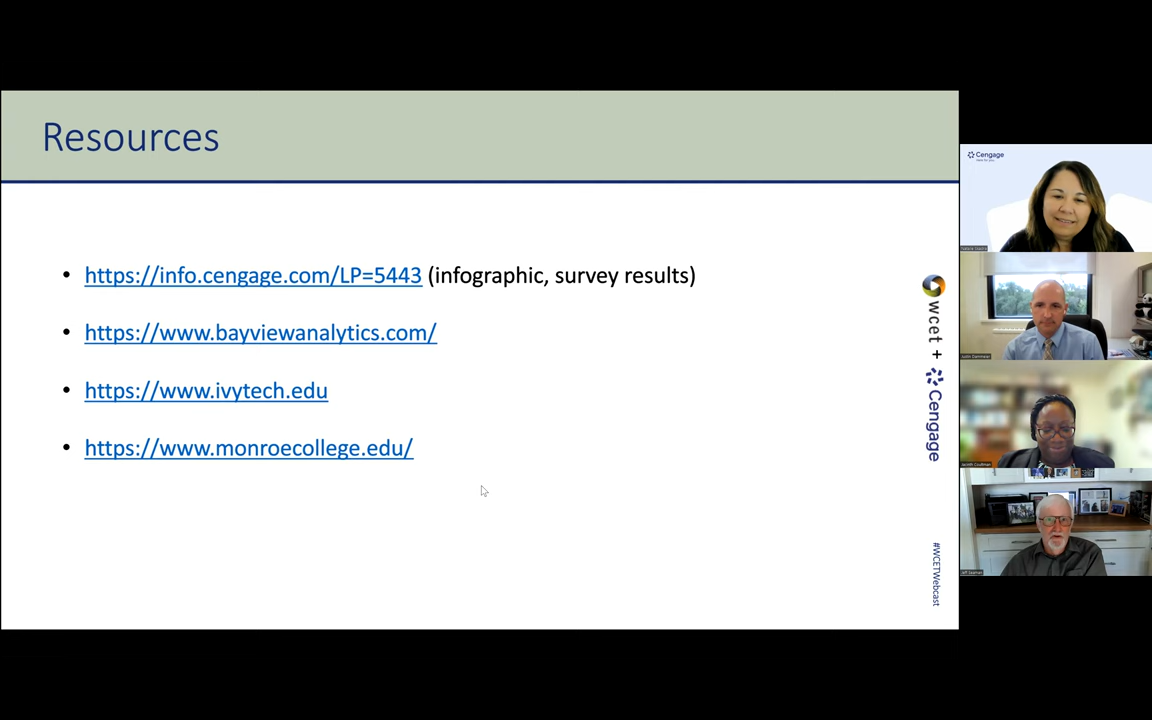 Resources
• https://info.cengage.com/LP=5443 (infographic, survey results)
• https://www.bayviewanalytics.com/
• https://www.ivytech.edu
• https://www.monroecollege.edu/
wcet + Cengage
#WCETWebcast
Cengage